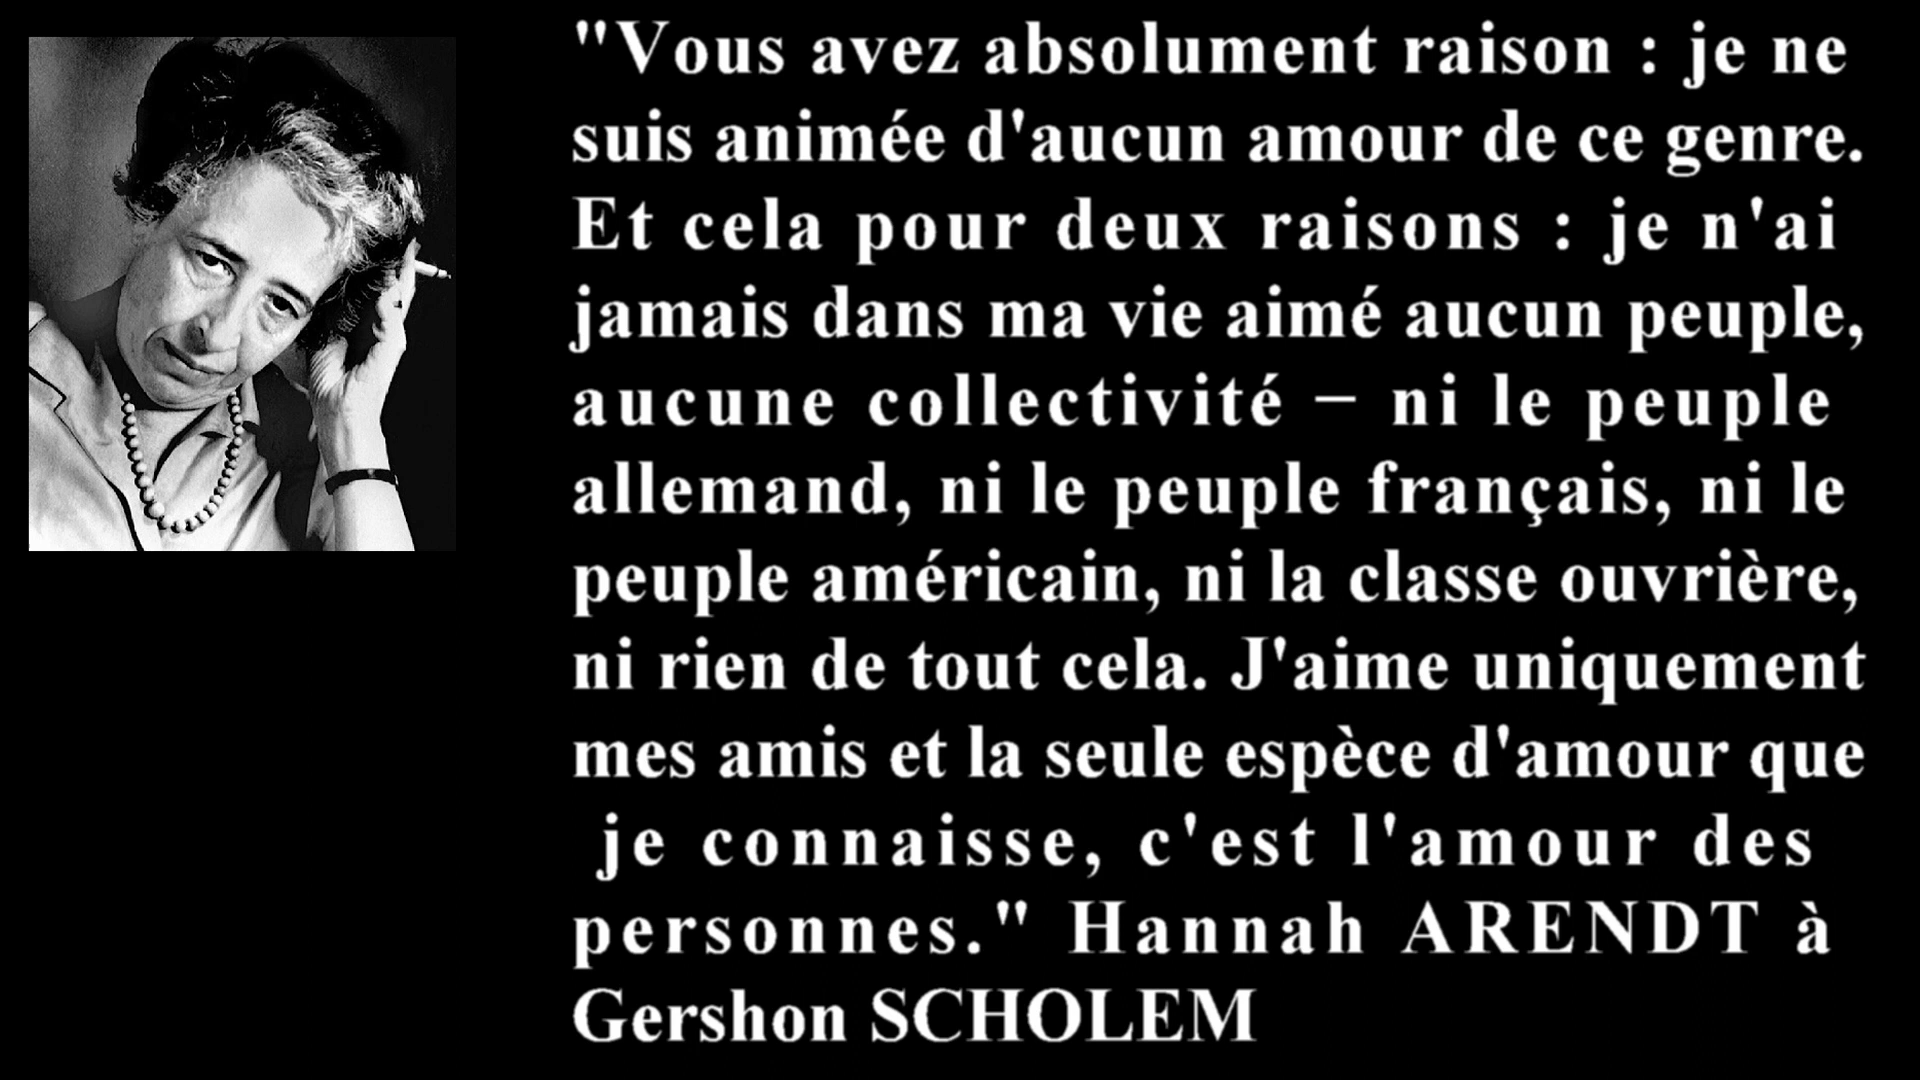 "Vous avez absolument raison : je ne
suis animée d'aucun amour de ce genre.
Et cela pour deux raisons : je n'ai
jamais dans ma vie aimé aucun peuple,
aucune collectivité – ni le peuple
allemand, ni le peuple français, ni le
peuple américain, ni la classe ouvrière,
ni rien de tout cela. J'aime uniquement
mes amis et la seule espèce d'amour que
je connaisse, c'est l'amour des
personnes." Hannah ARENDT à
Gershon SCHOLEM